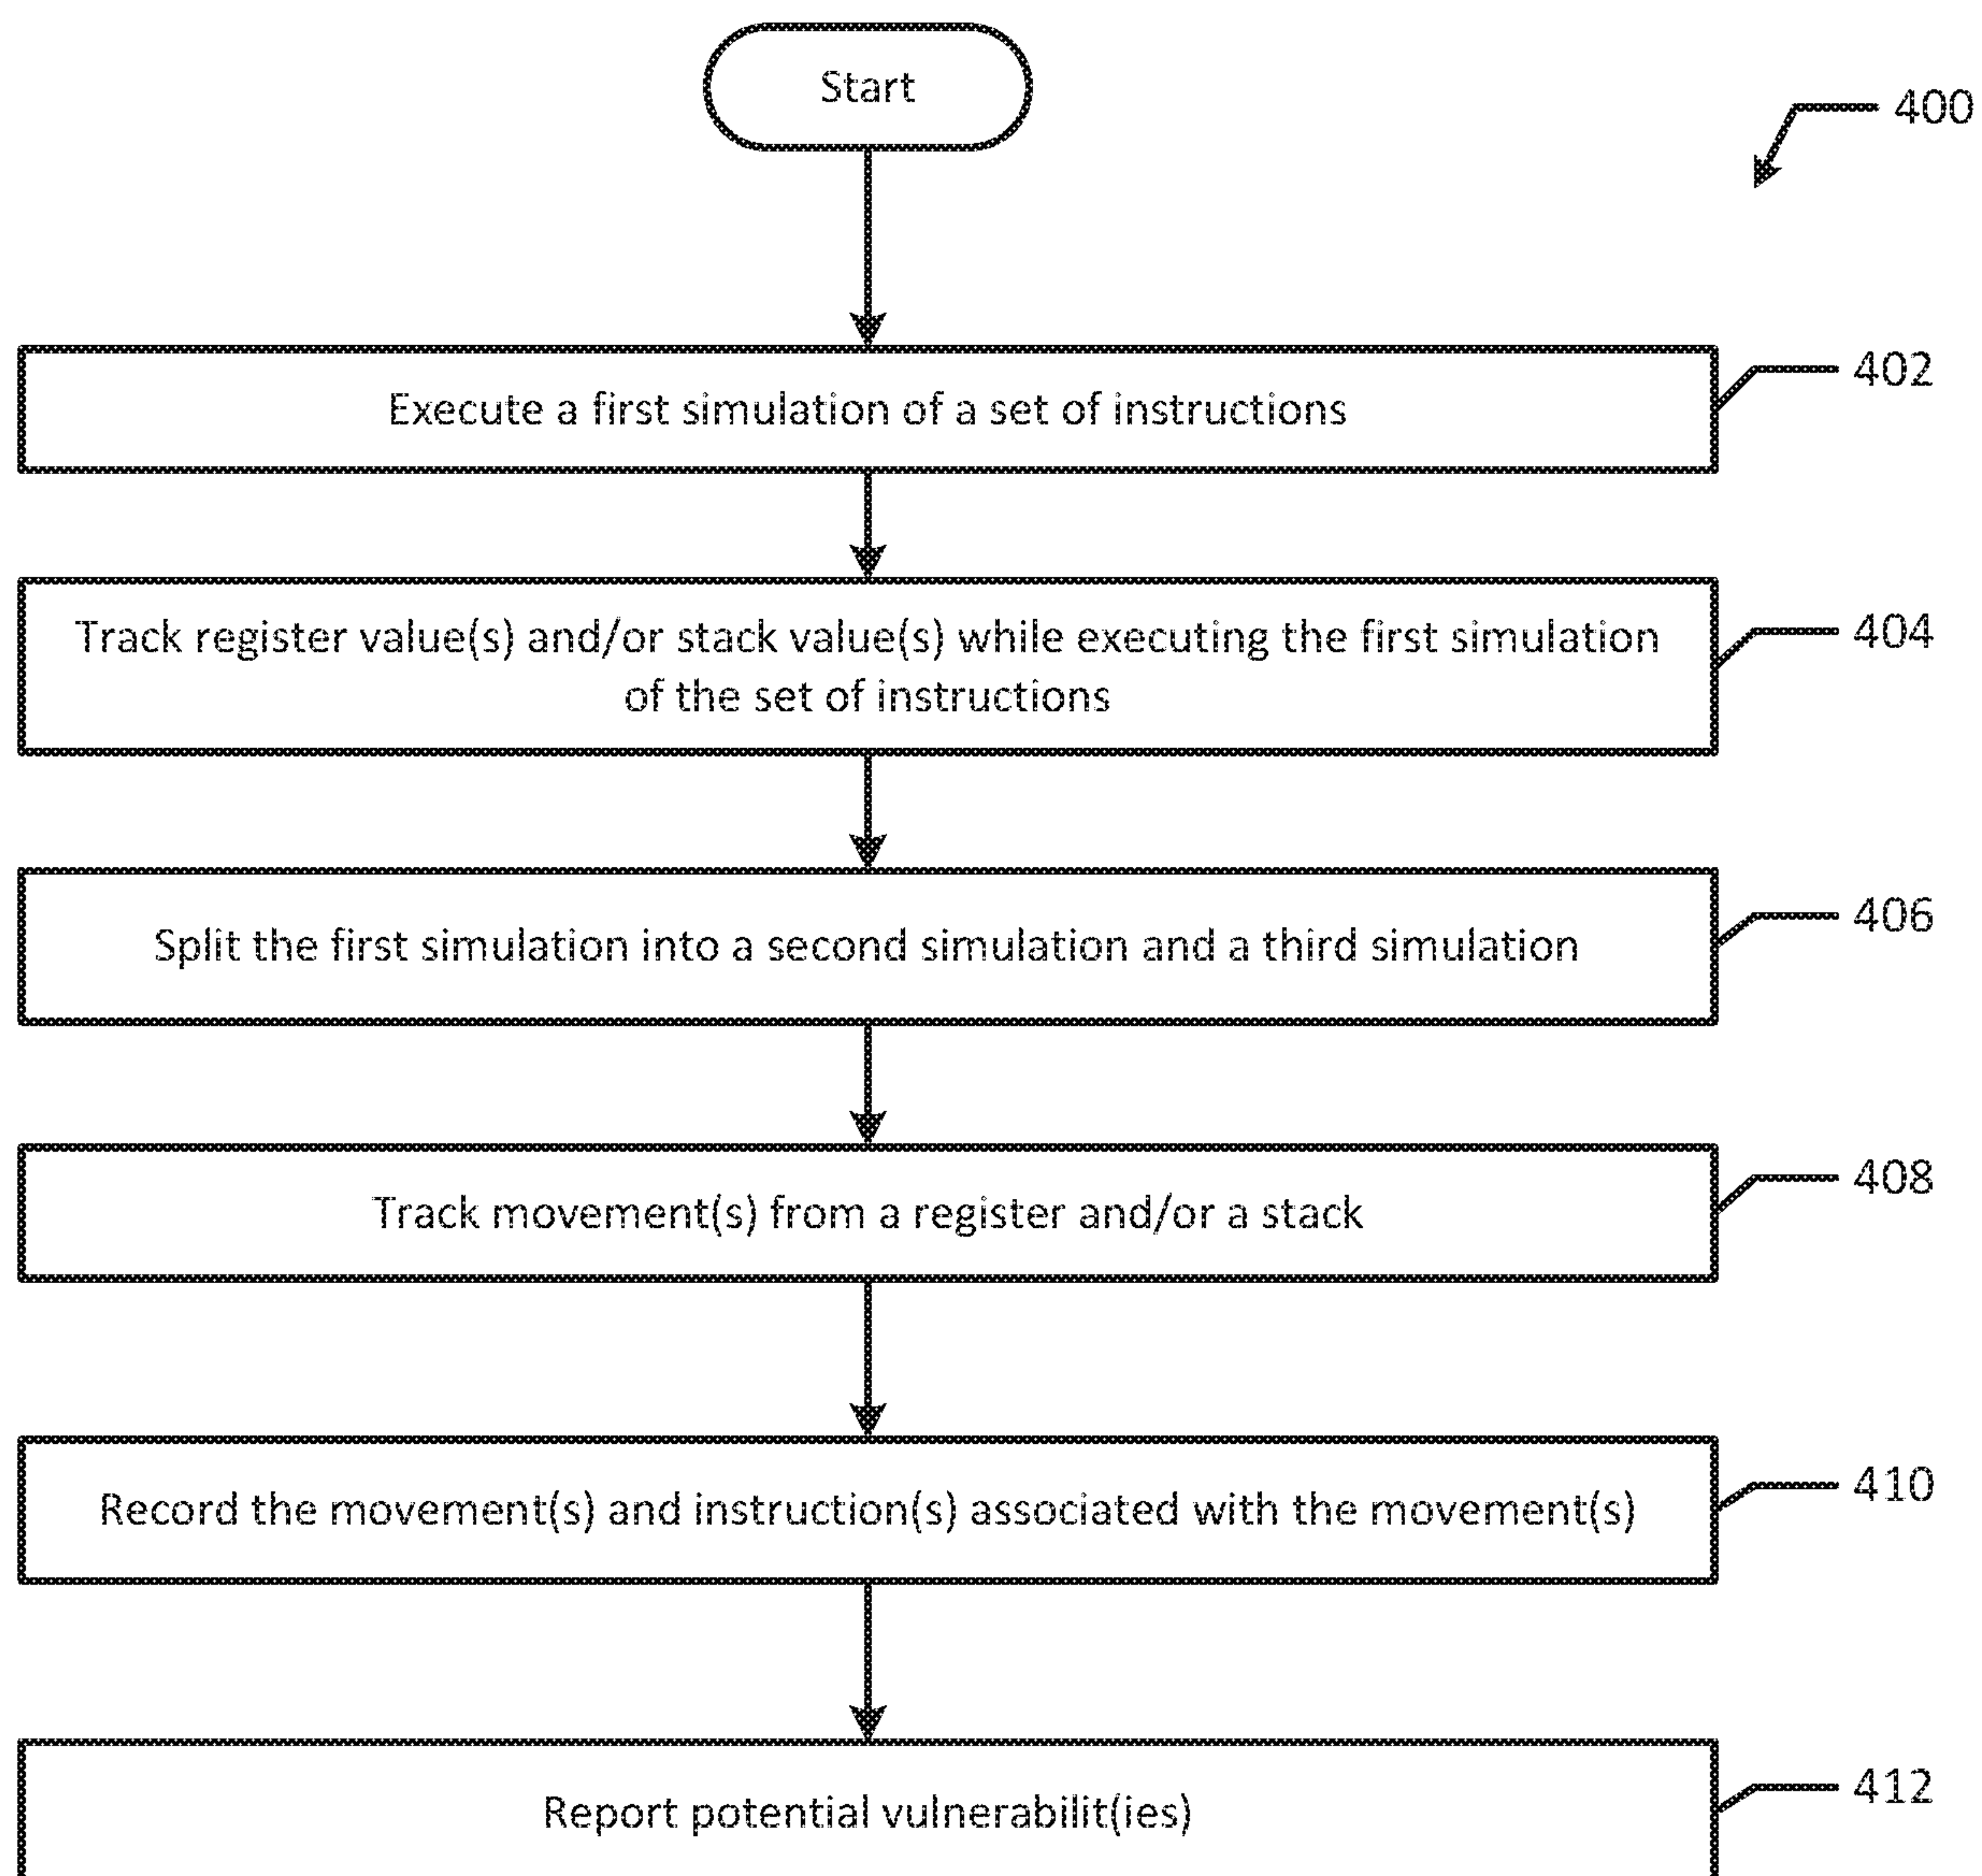 Start
400
Execute a first simulation of a set of instructions
402
Track register value(s) and/or stack value(s) while executing the first simulation
of the set of instructions
404
Split the first simulation into a second simulation and a third simulation
406
Track movement(s) from a register and/or a stack
408
Record the movement(s) and instruction(s) associated with the movement(s)
410
Report potential vulnerabilit(ies)
412